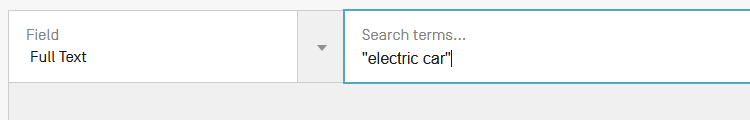 Field
Full Text
Search terms...
"electric car"